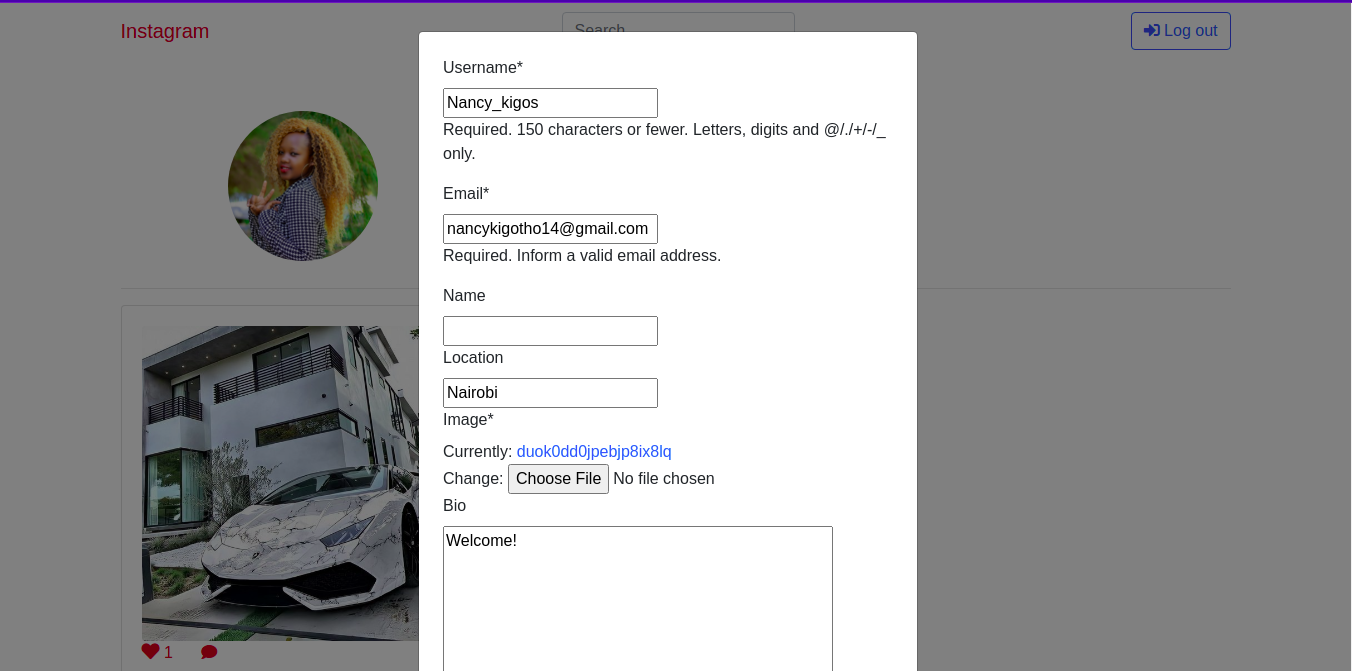 Instagram
Search
Log out
Username*
Nancy_kigos
Required. 150 characters or fewer. Letters, digits and @/./+/-/_
only.
Email*
nancykigotho14@gmail.com
Required. Inform a valid email address.
Name
Location
Nairobi
Image*
Currently: duok0dd0jpebjp8ix8lq
Change: Choose File No file chosen
Bio
Welcome!
1